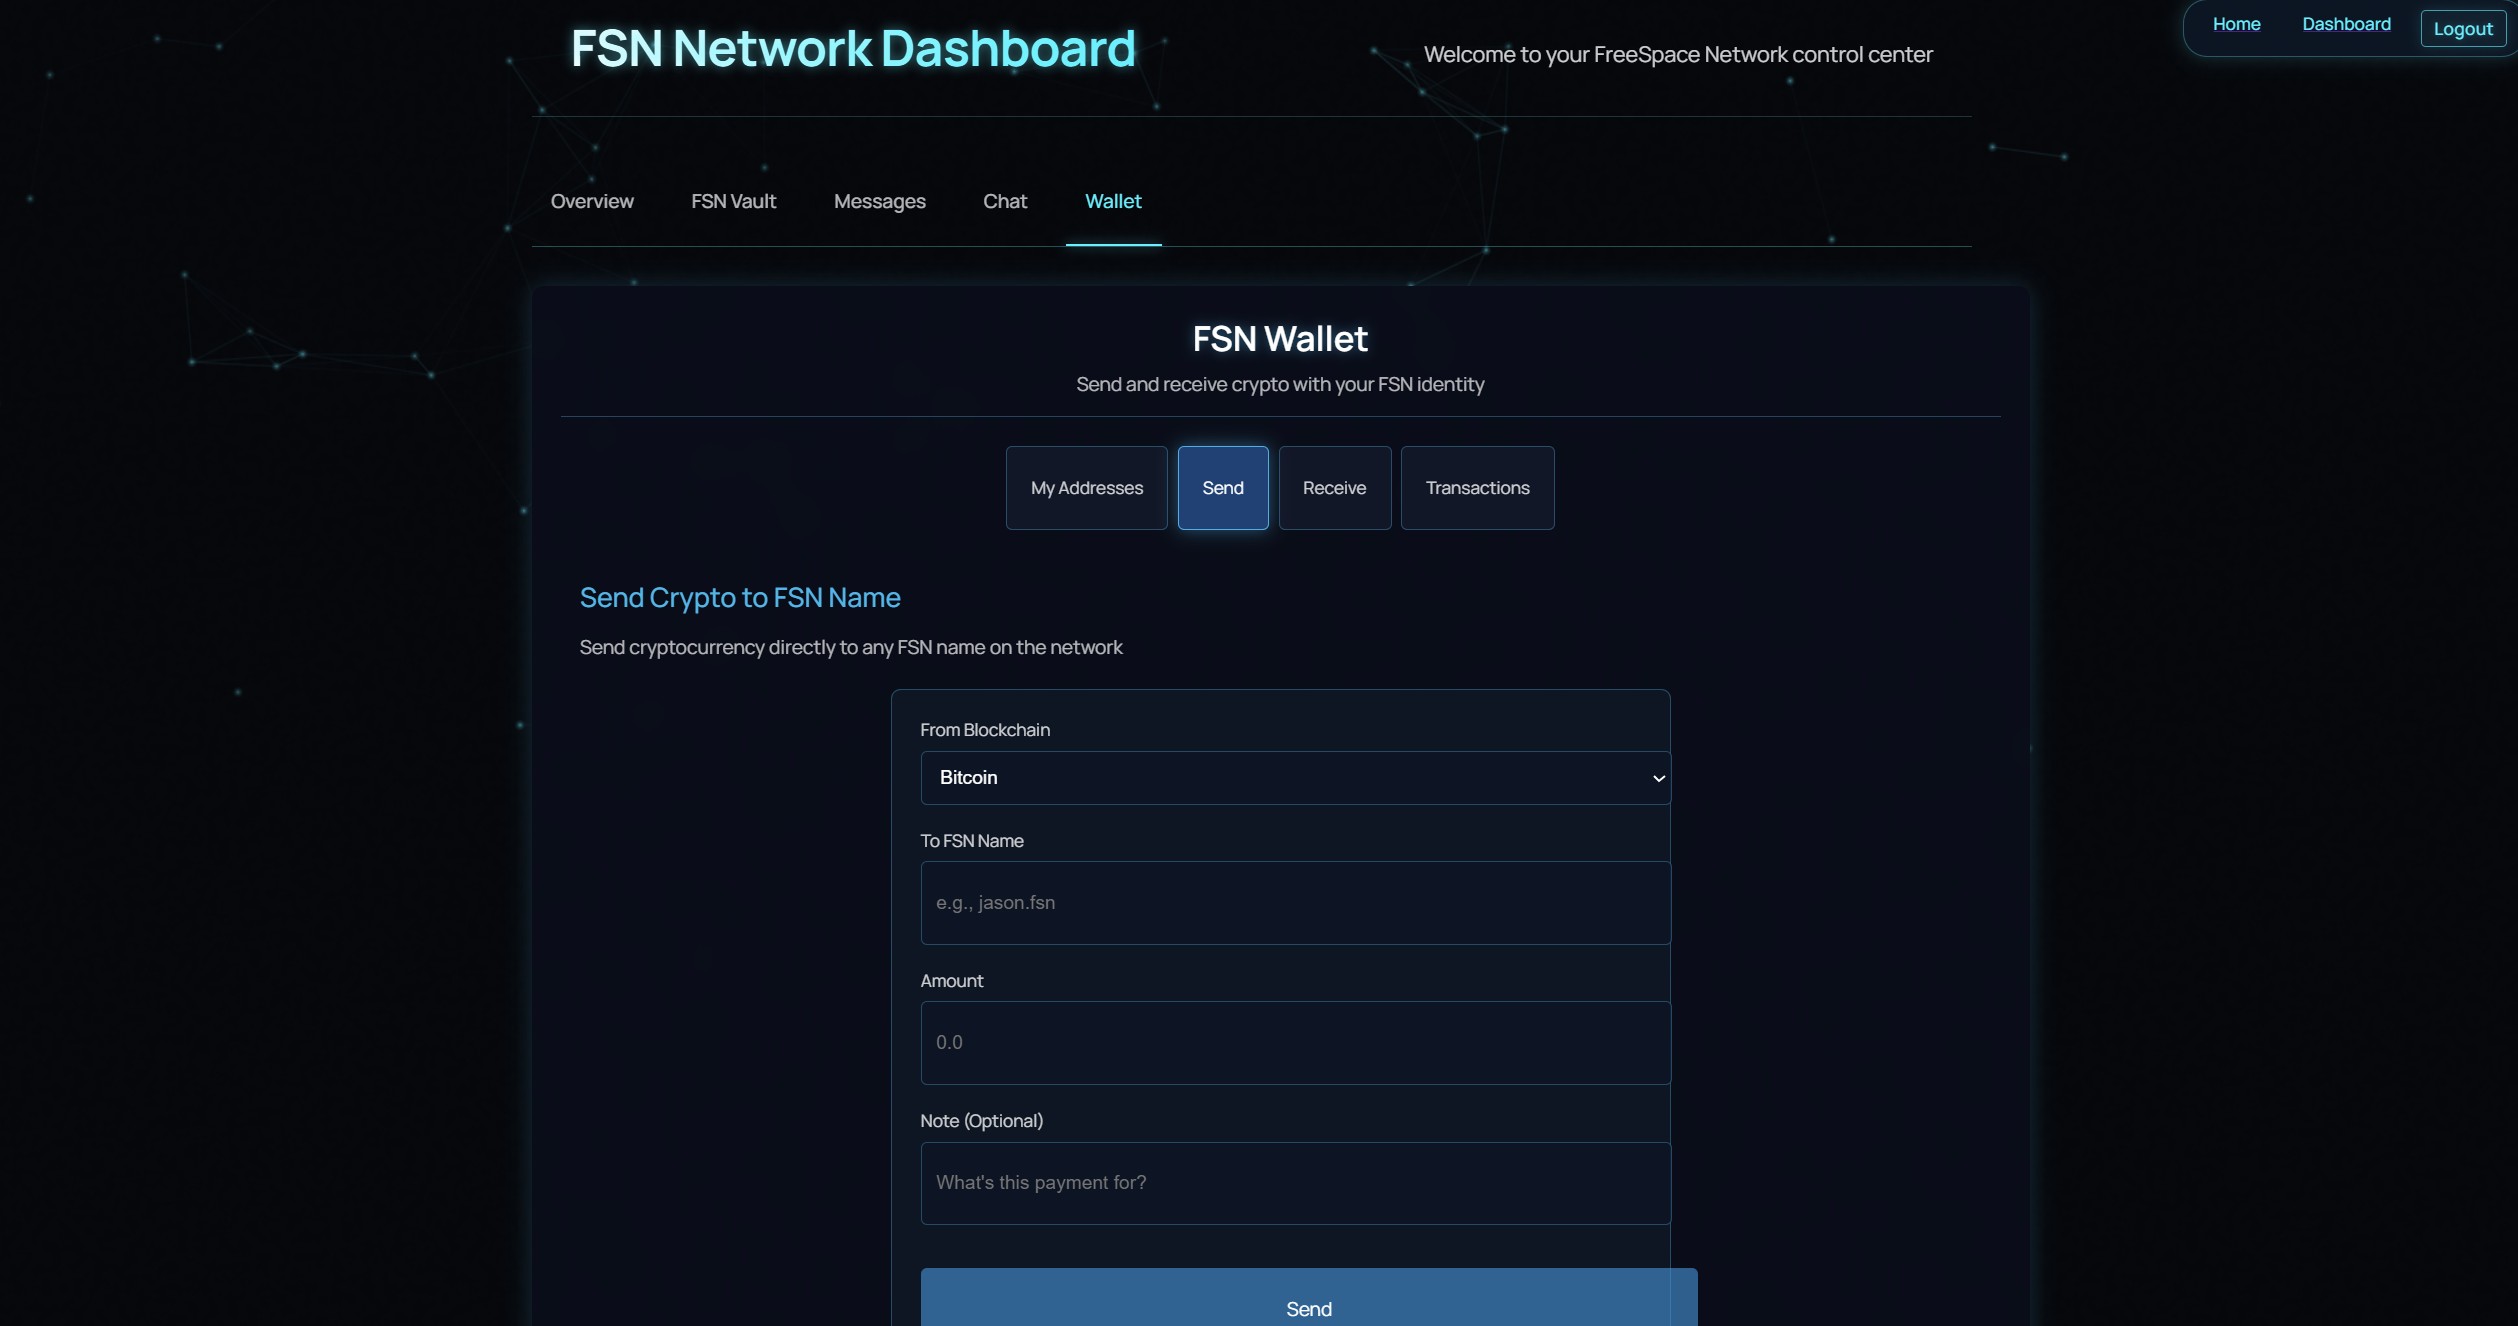 FSN Network Dashboard
Welcome to your FreeSpace Network control center
Home
Dashboard
Logout
Overview
FSN Vault
Messages
Chat
Wallet
FSN Wallet
Send and receive crypto with your FSN identity
My Addresses
Send
Receive
Transactions
Send Crypto to FSN Name
Send cryptocurrency directly to any FSN name on the network
From Blockchain
Bitcoin
To FSN Name
e.g., jason.fsn
Amount
0.0
Note (Optional)
What's this payment for?
Send